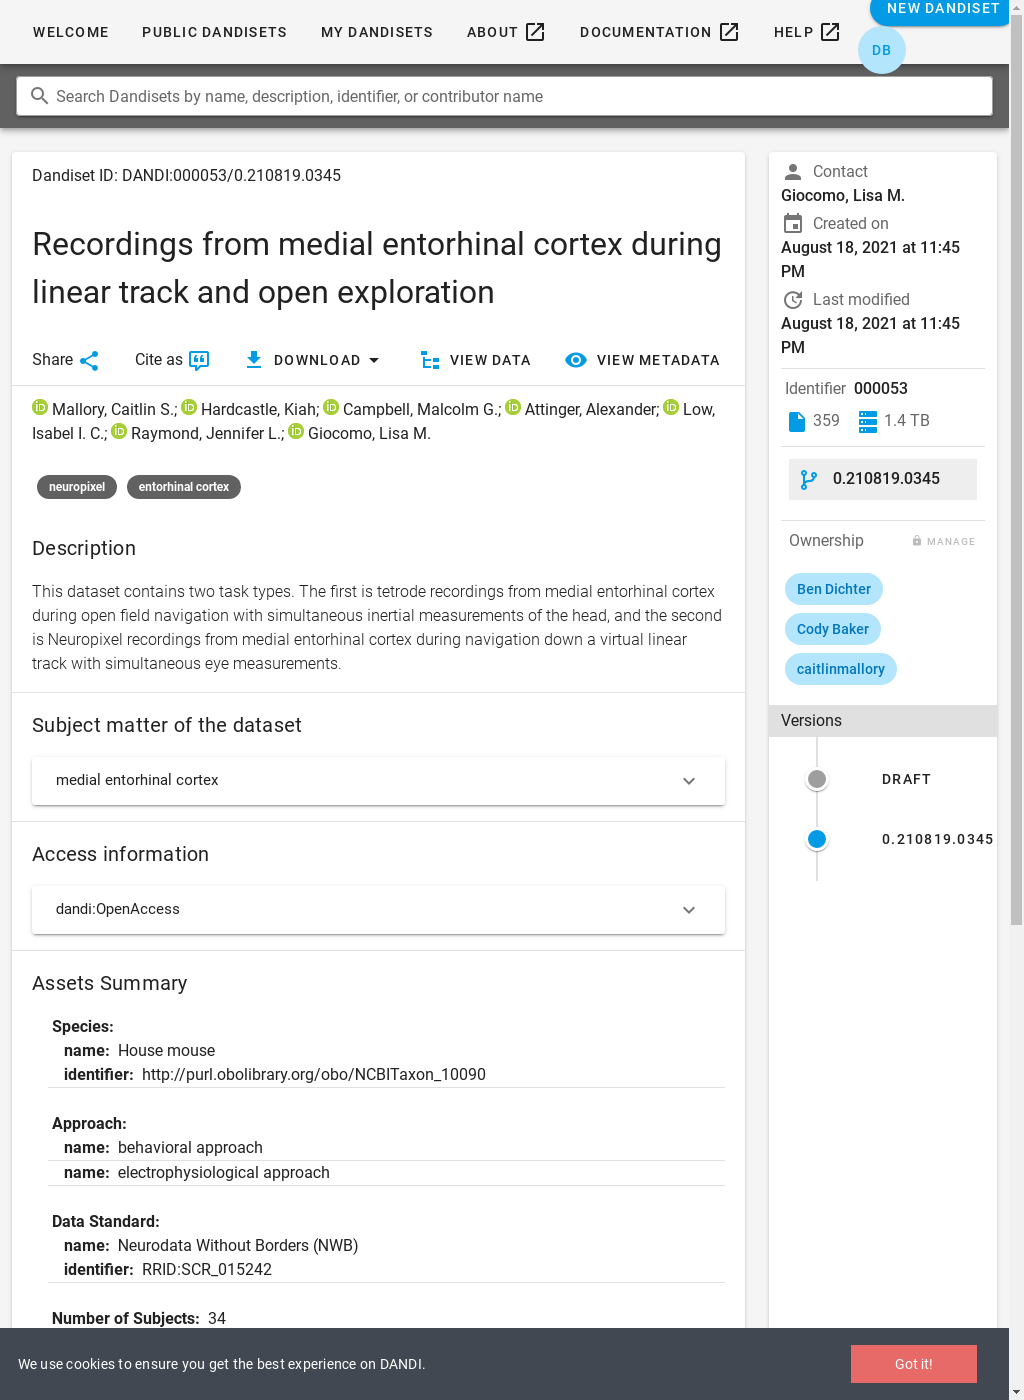 WELCOME
PUBLIC DANDISETS
MY DANDISETS
ABOUT
DOCUMENTATION
HELP
NEW DANDISET
DB
Search Dandisets by name, description, identifier, or contributor name
Dandiset ID: DANDI:000053/0.210819.0345
Recordings from medial entorhinal cortex during
linear track and open exploration
Share
Cite as
DOWNLOAD
VIEW DATA
VIEW METADATA
iD Mallory, Caitlin S.; iD Hardcastle, Kiah; iD Campbell, Malcolm G.; iD Attinger, Alexander; iD Low,
Isabel I. C.; iD Raymond, Jennifer L.; iD Giocomo, Lisa M.
neuropixel
entorhinal cortex
Description
This dataset contains two task types. The first is tetrode recordings from medial entorhinal cortex
during open field navigation with simultaneous inertial measurements of the head, and the second
is Neuropixel recordings from medial entorhinal cortex during navigation down a virtual linear
track with simultaneous eye measurements.
Subject matter of the dataset
medial entorhinal cortex
Access information
dandi:OpenAccess
Assets Summary
Species:
name: House mouse
identifier: http://purl.obolibrary.org/obo/NCBITaxon_10090
Approach:
name: behavioral approach
name: electrophysiological approach
Data Standard:
name: Neurodata Without Borders (NWB)
identifier: RRID:SCR_015242
Number of Subjects: 34
Contact
Giocomo, Lisa M.
Created on
August 18, 2021 at 11:45
PM
Last modified
August 18, 2021 at 11:45
PM
Identifier 000053
359
1.4 TB
0.210819.0345
Ownership
MANAGE
Ben Dichter
Cody Baker
caitlinmallory
Versions
DRAFT
0.210819.0345
We use cookies to ensure you get the best experience on DANDI.
Got it!